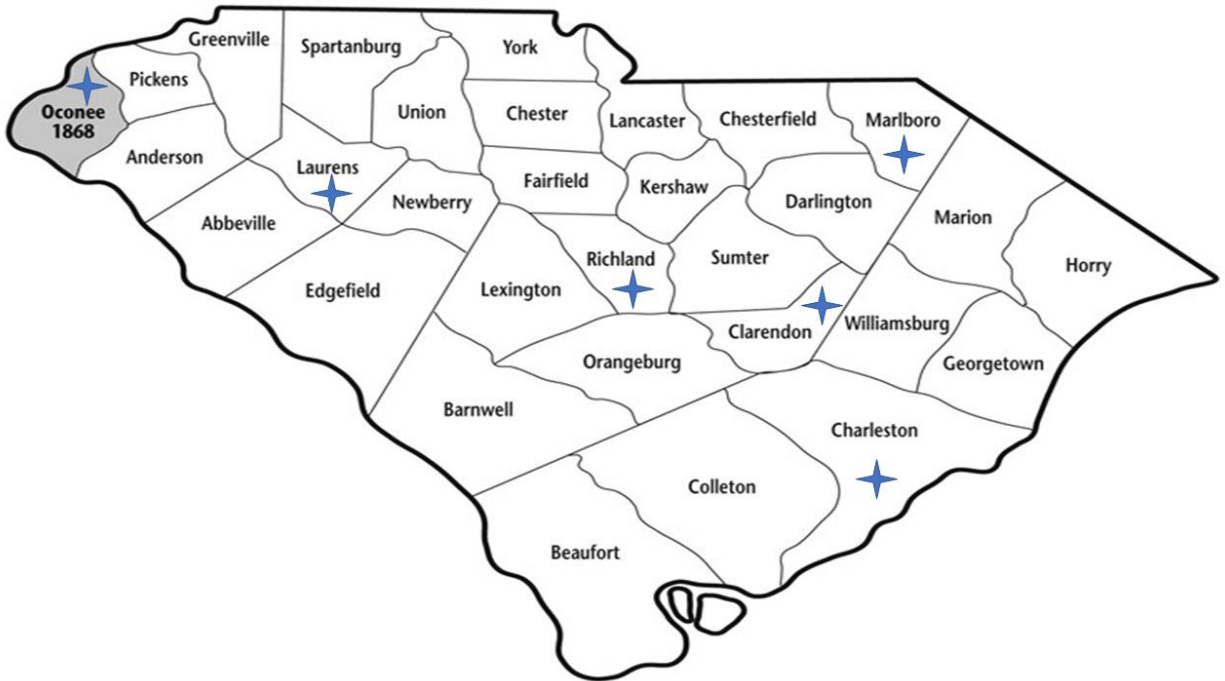 Greenville
Spartanburg
York
Pickens
Oconee
1868
Union
Chester
Lancaster
Chesterfield
Marlboro
Anderson
Laurens
Fairfield
Kershaw
Newberry
Darlington
Abbeville
Marion
Richland
Sumter
Horry
Edgefield
Lexington
Clarendon
Williamsburg
Orangeburg
Georgetown
Barnwell
Charleston
Colleton
Beaufort